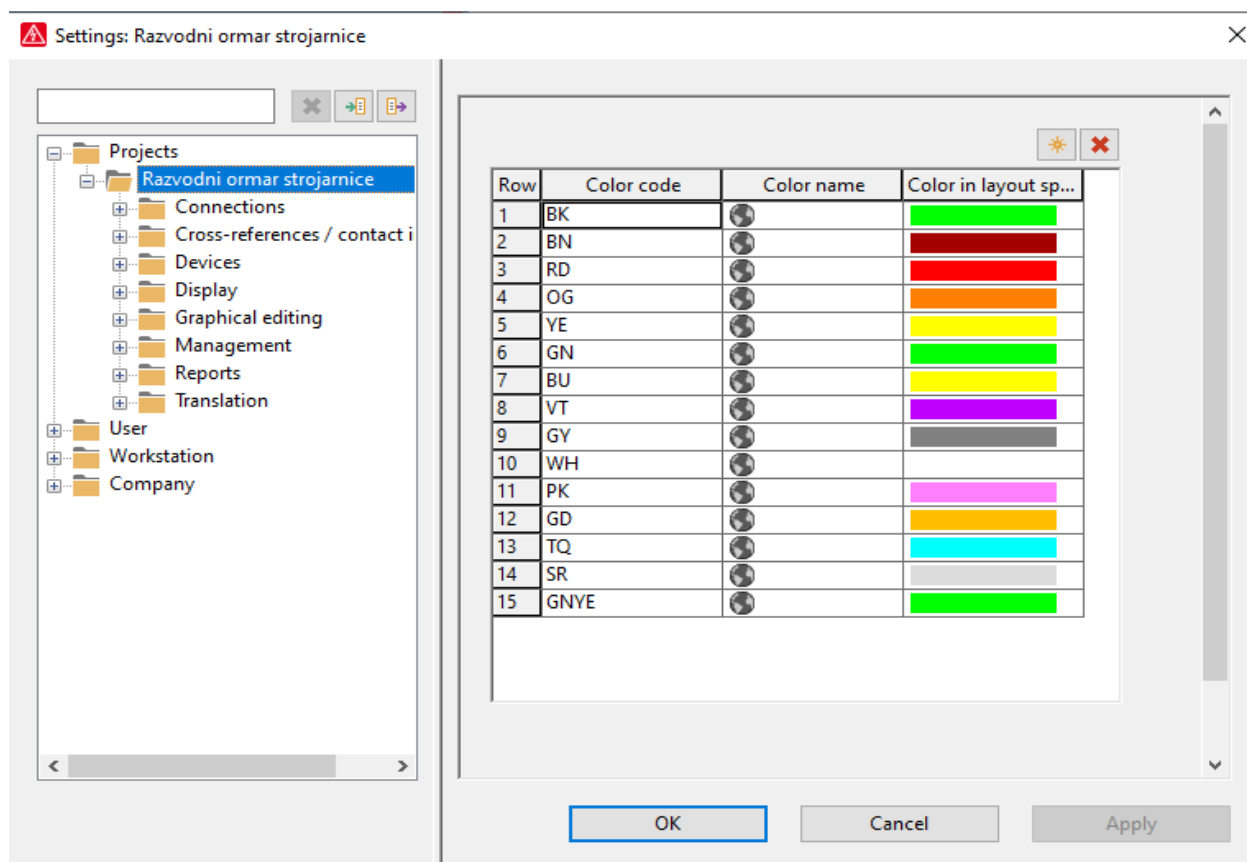 Settings: Razvodni ormar strojarnice
Projects
Razvodni ormar strojarnice
Connections
Cross-references / contact i
Devices
Display
Graphical editing
Management
Reports
Translation
User
Workstation
Company
Row Color code Color name Color in layout sp...
1 BK
2 BN
3 RD
4 OG
5 YE
6 GN
7 BU
8 VT
9 GY
10 WH
11 PK
12 GD
13 TQ
14 SR
15 GNYE
OK Cancel Apply